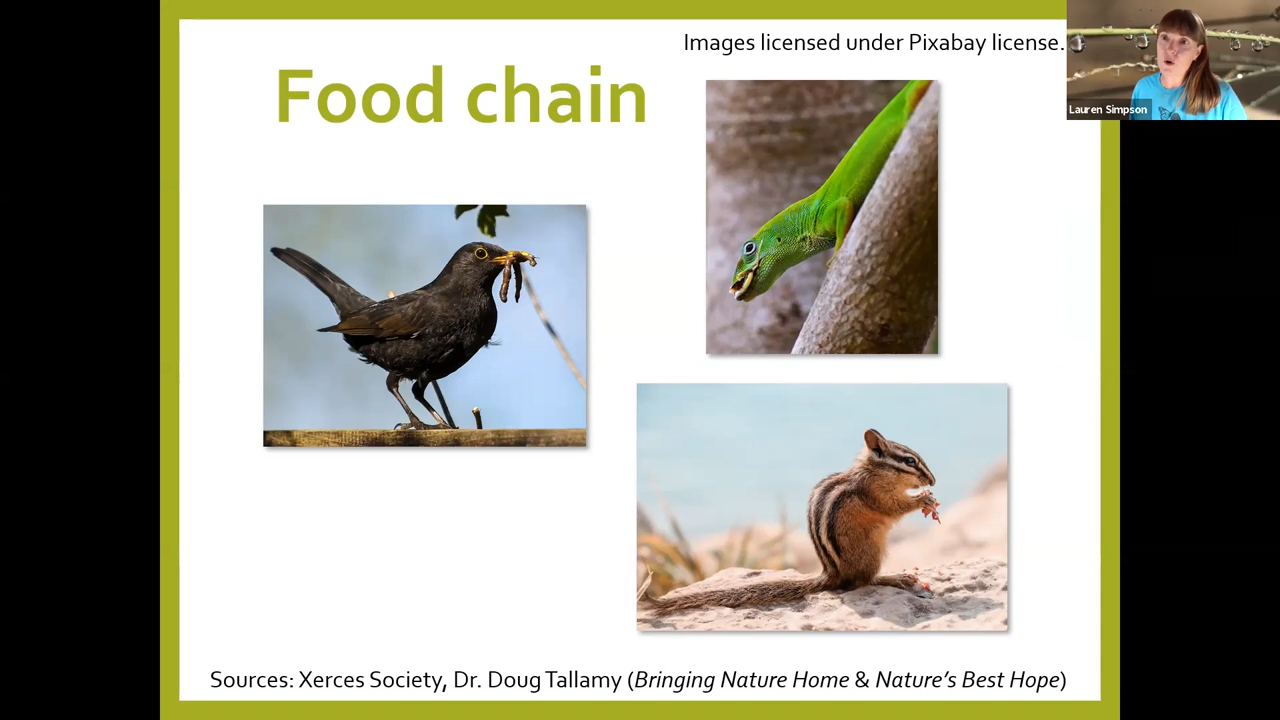 Images licensed under Pixabay license.
Food chain
Lauren Simpson
Sources: Xerces Society, Dr. Doug Tallamy (Bringing Nature Home & Nature's Best Hope)